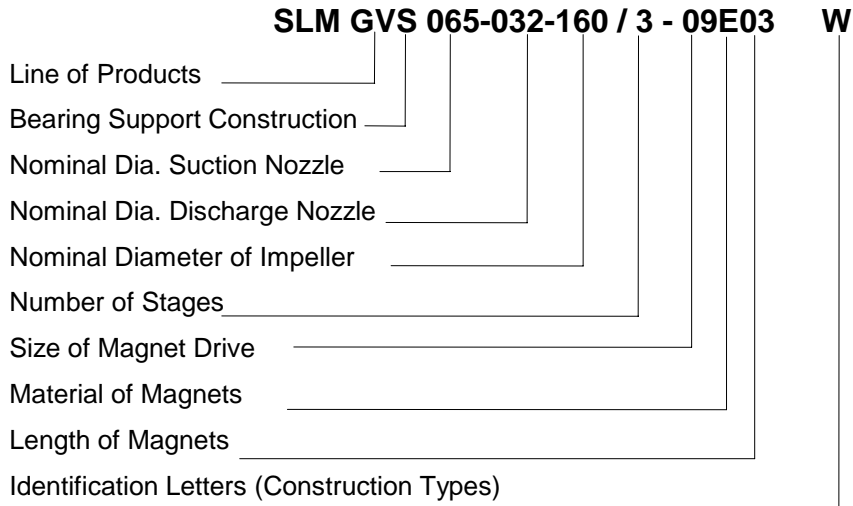 SLM GVS 065-032-160 / 3 - 09E03 W
Line of Products
Bearing Support Construction
Nominal Dia. Suction Nozzle
Nominal Dia. Discharge Nozzle
Nominal Diameter of Impeller
Number of Stages
Size of Magnet Drive
Material of Magnets
Length of Magnets
Identification Letters (Construction Types)